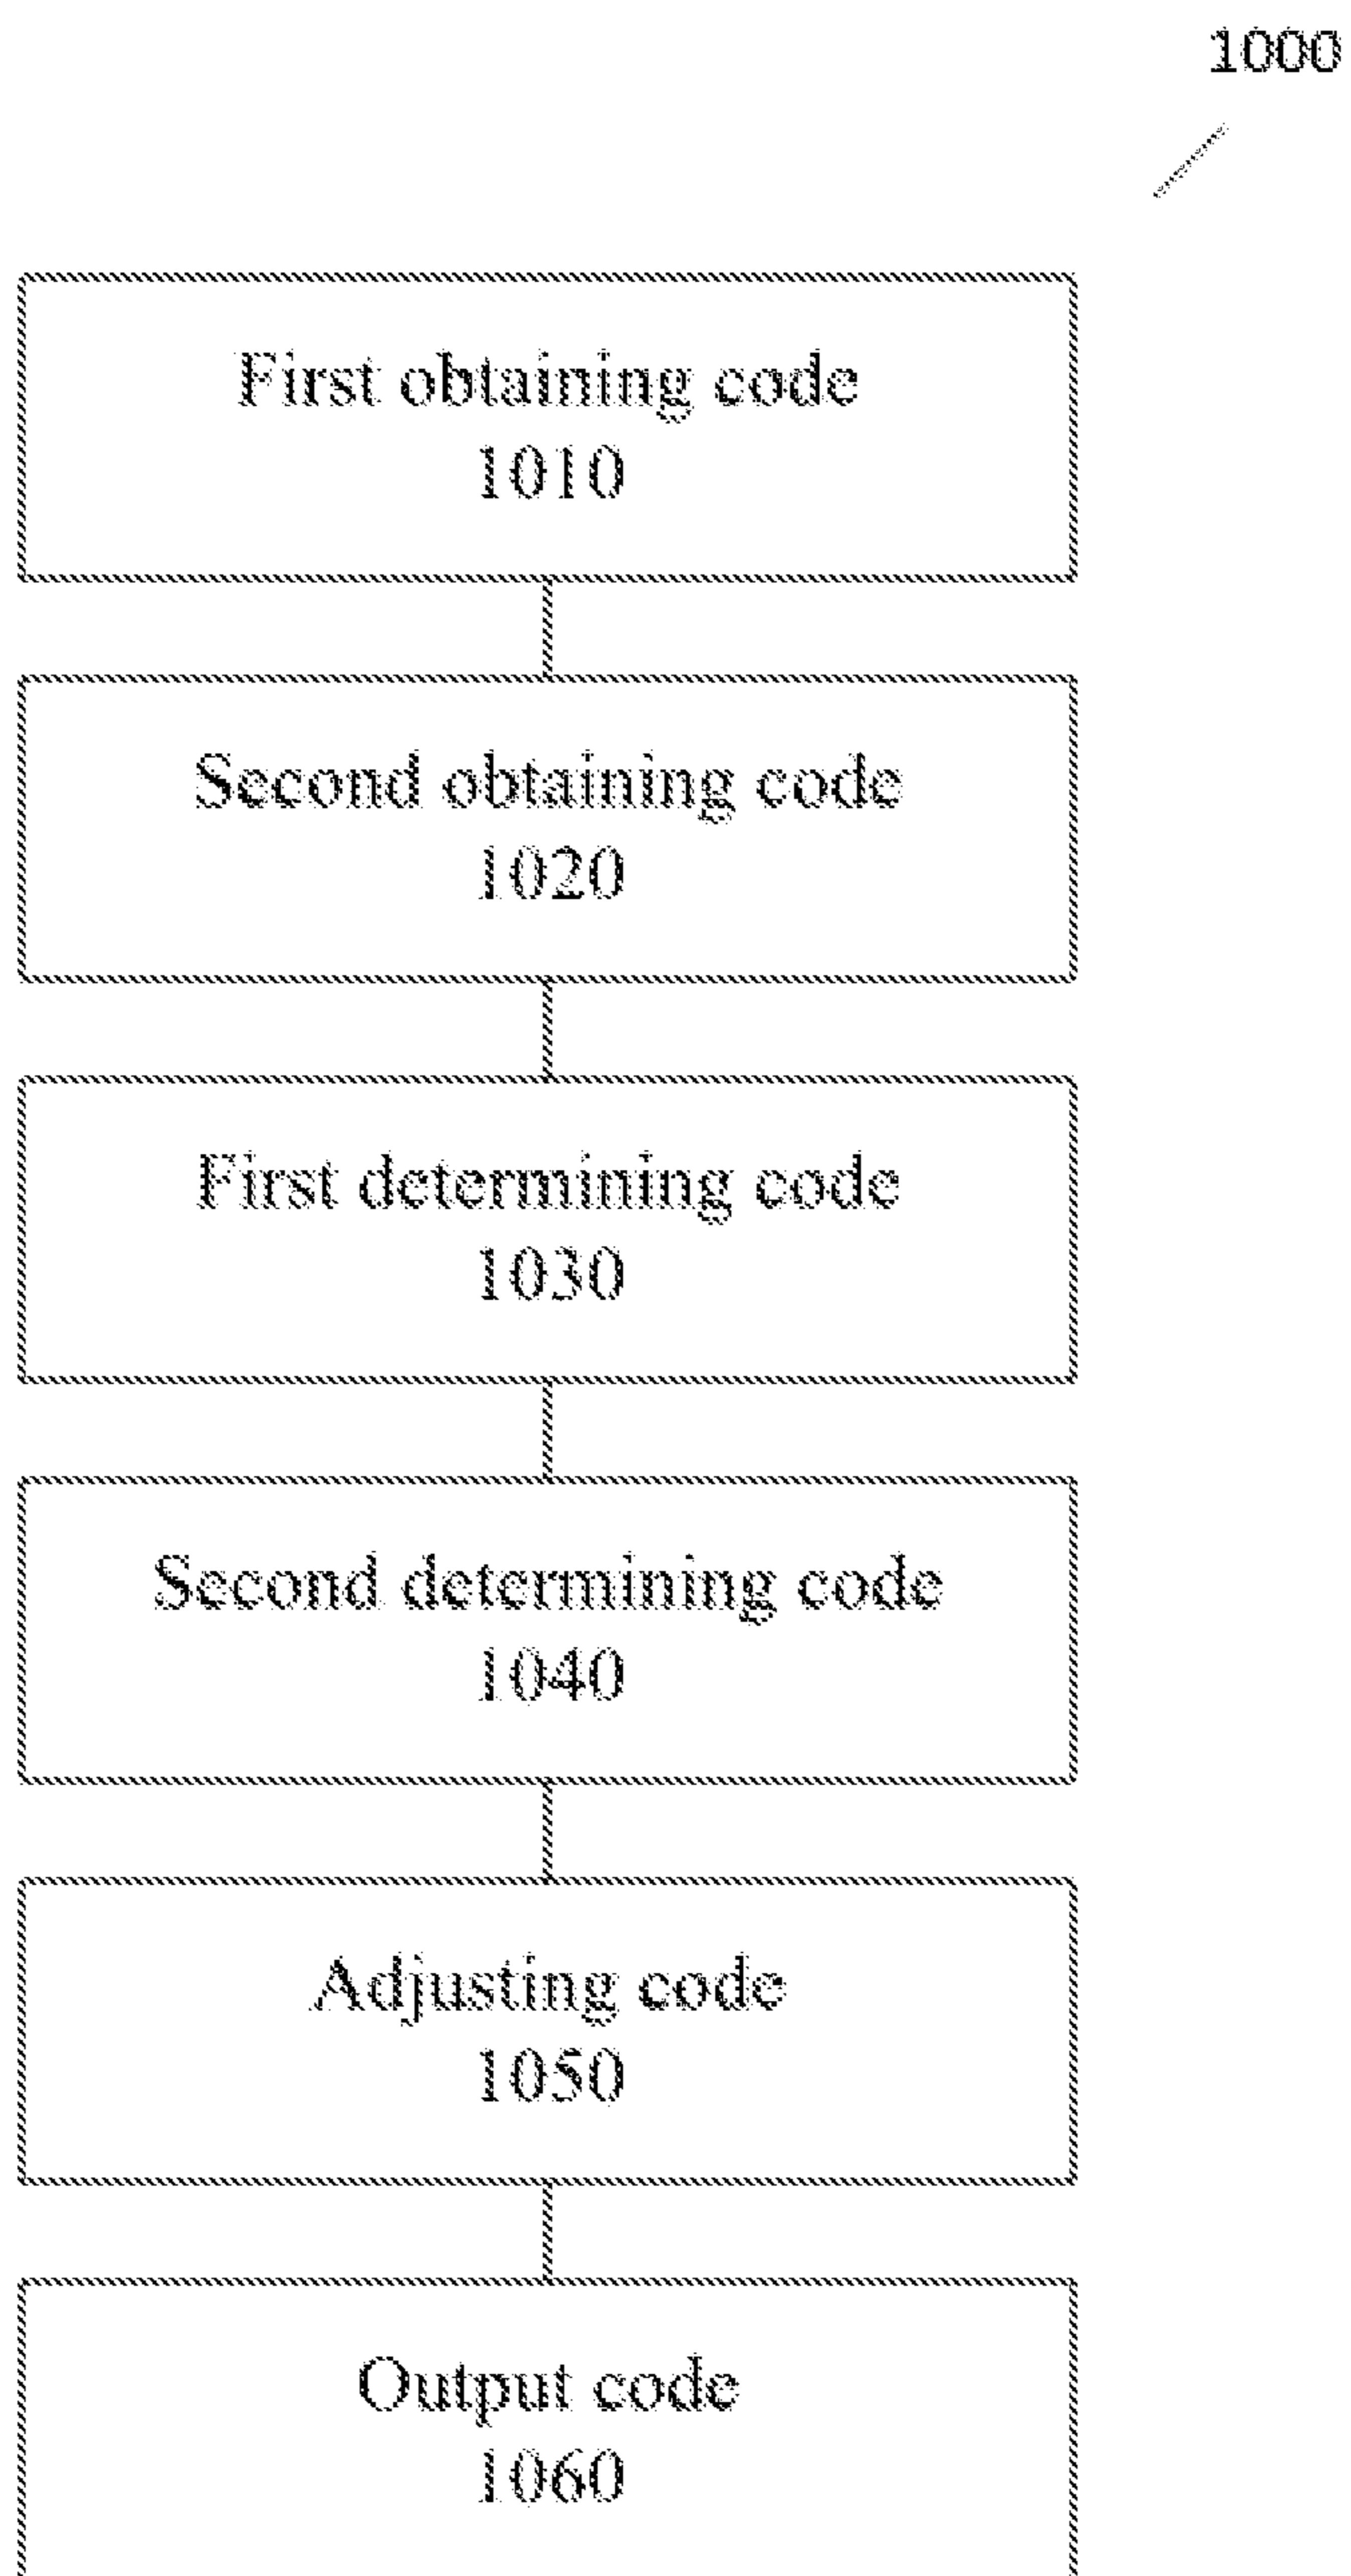 1000
First obtaining code
1010
Second obtaining code
1020
First determining code
1030
Second determining code
1040
Adjusting code
1050
Output code
1060